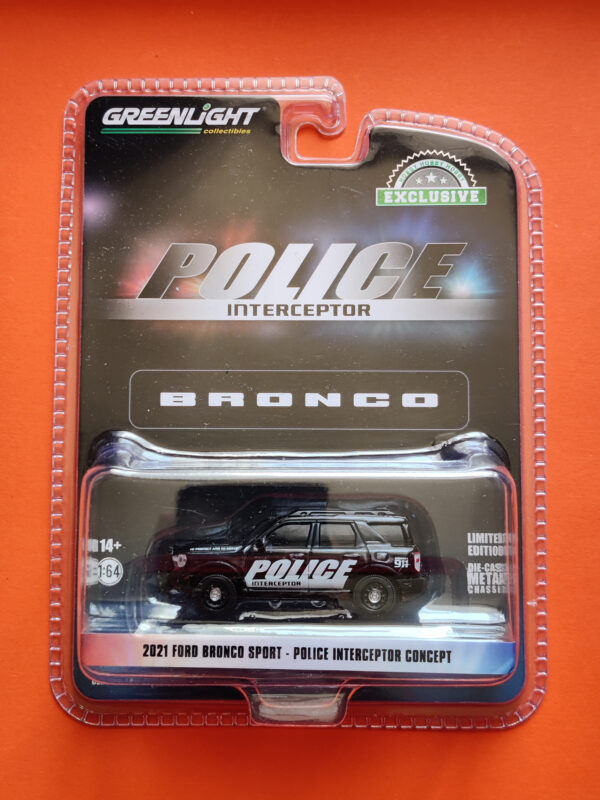 GREENLIGHT
collectibles
EXCLUSIVE
POLICE
INTERCEPTOR
BRONCO
14+
1:64
LIMITED
EDITION
DIE-CAST
METAL
CHASSIS
POLICE
INTERCEPTOR
911
2021 FORD BRONCO SPORT - POLICE INTERCEPTOR CONCEPT